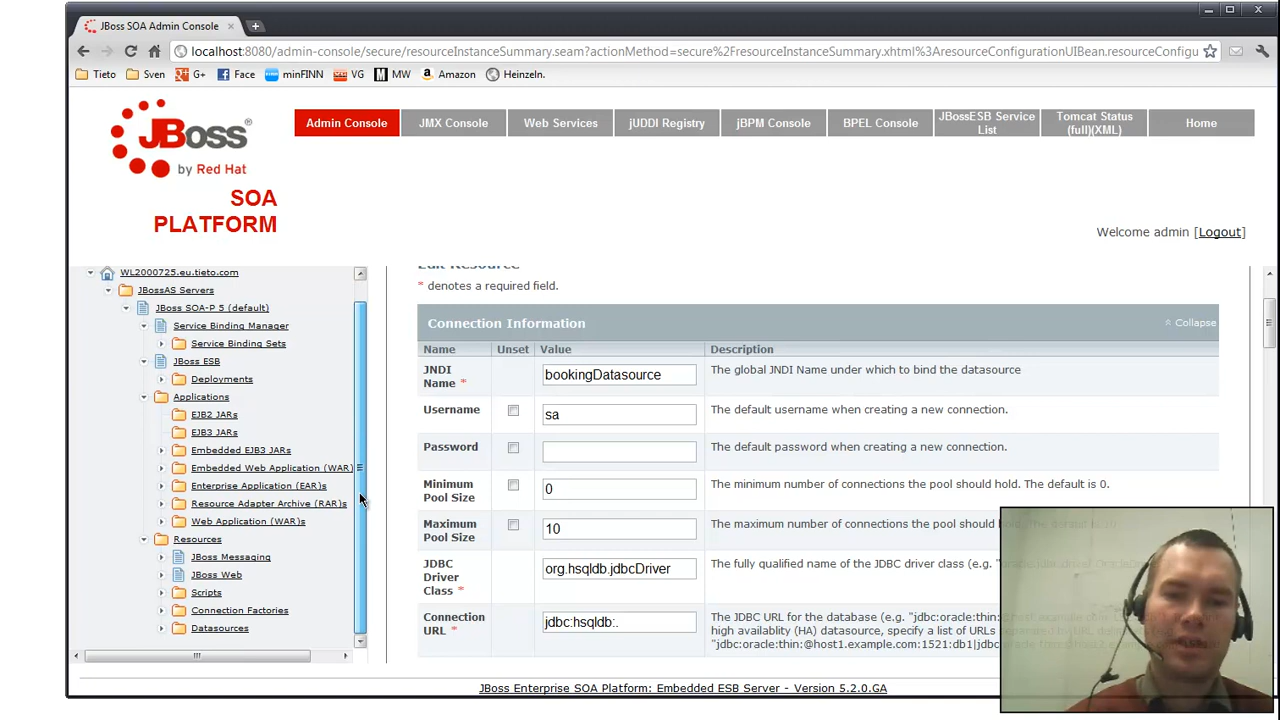 JBoss SOA Admin Console
localhost:8080/admin-console/secure/resourceInstanceSummary.seam?actionMethod=secure%2FresourceInstanceSummary.xhtml%3AresourceConfigurationUIBean.resourceConfigu
Tieto Sven G+ Face minFINN VG MW Amazon Heinzeln.
JBoss
by Red Hat
SOA
PLATFORM
Admin Console
JMX Console
Web Services
jUDDI Registry
jBPM Console
BPEL Console
JBossESB Service
List
Tomcat Status
(full)(XML)
Home
Welcome admin [Logout]
WL2000725.eu.tieto.com
JBossAS Servers
JBoss SOA-P 5 (default)
Service Binding Manager
Service Binding Sets
JBoss ESB
Deployments
Applications
EJB2 JARs
EJB3 JARs
Embedded EJB3 JARs
Embedded Web Application (WAR)
Enterprise Application (EAR)s
Resource Adapter Archive (RAR)s
Web Application (WAR)s
Resources
JBoss Messaging
JBoss Web
Scripts
Connection Factories
Datasources
Edit Resource
* denotes a required field.
Connection Information
Collapse
Name Unset Value Description
JNDI
Name *
bookingDatasource
The global JNDI Name under which to bind the datasource
Username
sa
The default username when creating a new connection.
Password
The default password when creating a new connection.
Minimum
Pool Size
0
The minimum number of connections the pool should hold. The default is 0.
Maximum
Pool Size
10
The maximum number of connections the pool should hold.
JDBC
Driver
Class *
org.hsqldb.jdbcDriver
The fully qualified name of the JDBC driver class (e.g.
Connection
URL *
jdbc:hsqldb:.
The JDBC URL for the database (e.g. "jdbc:oracle:thin:
high availablity (HA) datasource, specify a list of URLs
"jdbc:oracle:thin:@host1.example.com:1521:db1|jdbc
JBoss Enterprise SOA Platform: Embedded ESB Server - Version 5.2.0.GA